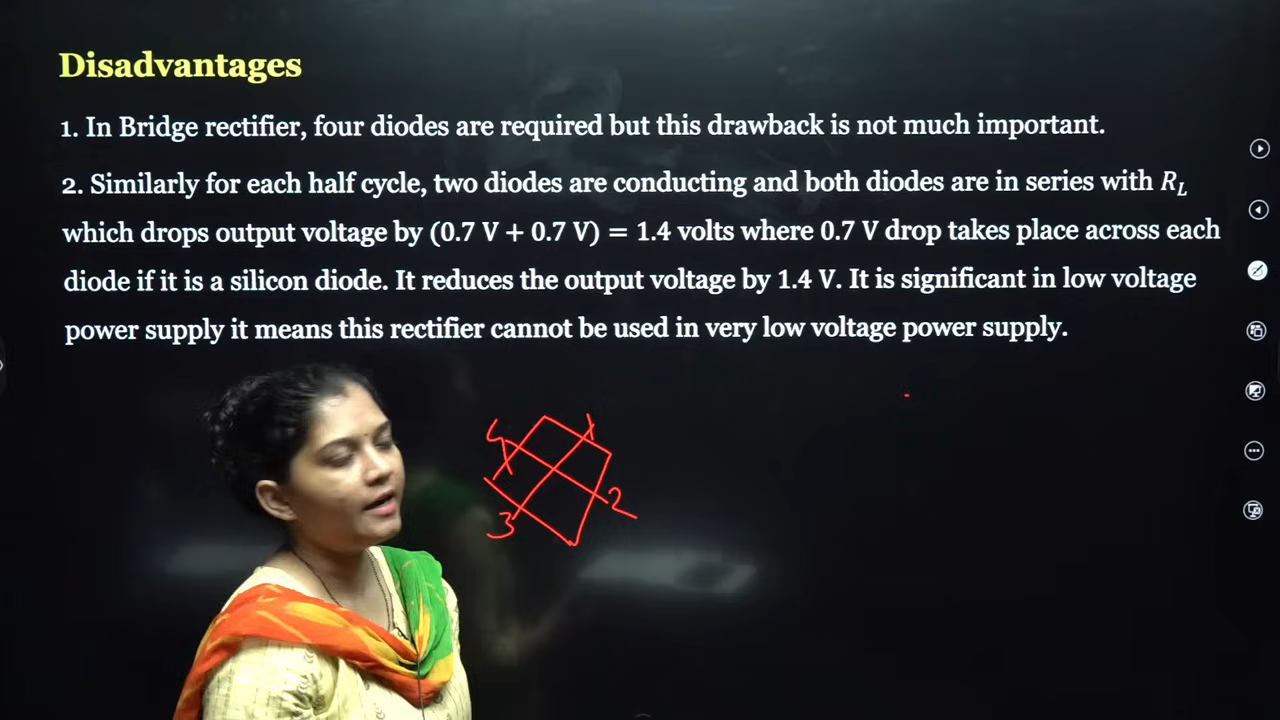 Disadvantages
1. In Bridge rectifier, four diodes are required but this drawback is not much important.
2. Similarly for each half cycle, two diodes are conducting and both diodes are in series with R_L
which drops output voltage by (0.7 V + 0.7 V) = 1.4 volts where 0.7 V drop takes place across each
diode if it is a silicon diode. It reduces the output voltage by 1.4 V. It is significant in low voltage
power supply it means this rectifier cannot be used in very low voltage power supply.
4 1
3 2